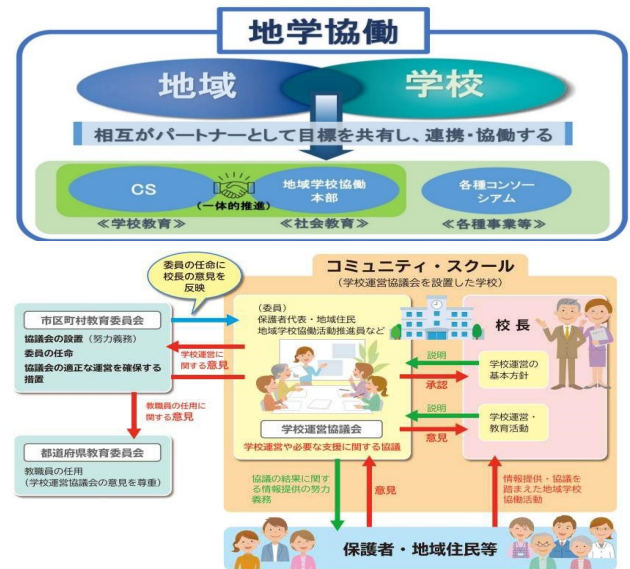 地学協働
地域
学校
相互がパートナーとして目標を共有し、連携・協働する
CS
(一体的推進)
地域学校協働
本部
各種コンソー
シアム
≪学校教育≫
≪社会教育≫
≪各種事業等≫
委員の任命に
校長の意見を
反映
コミュニティ・スクール
(学校運営協議会を設置した学校)
市区町村教育委員会
協議会の設置(努力義務)
委員の任命
協議会の適正な運営を確保する
措置
学校運営に
関する意見
(委員)
保護者代表・地域住民
地域学校協働活動推進員など
学校運営協議会
学校運営や必要な支援に関する協議
校長
説明
承認
学校運営の
基本方針
説明
意見
学校運営・
教育活動
教職員の任用に
関する意見
都道府県教育委員会
教職員の任用
(学校運営協議会の意見を尊重)
協議の結果に関す
る情報提供の努力
義務
意見
情報提供・協議を
踏まえた地域学校
協働活動
保護者・地域住民等